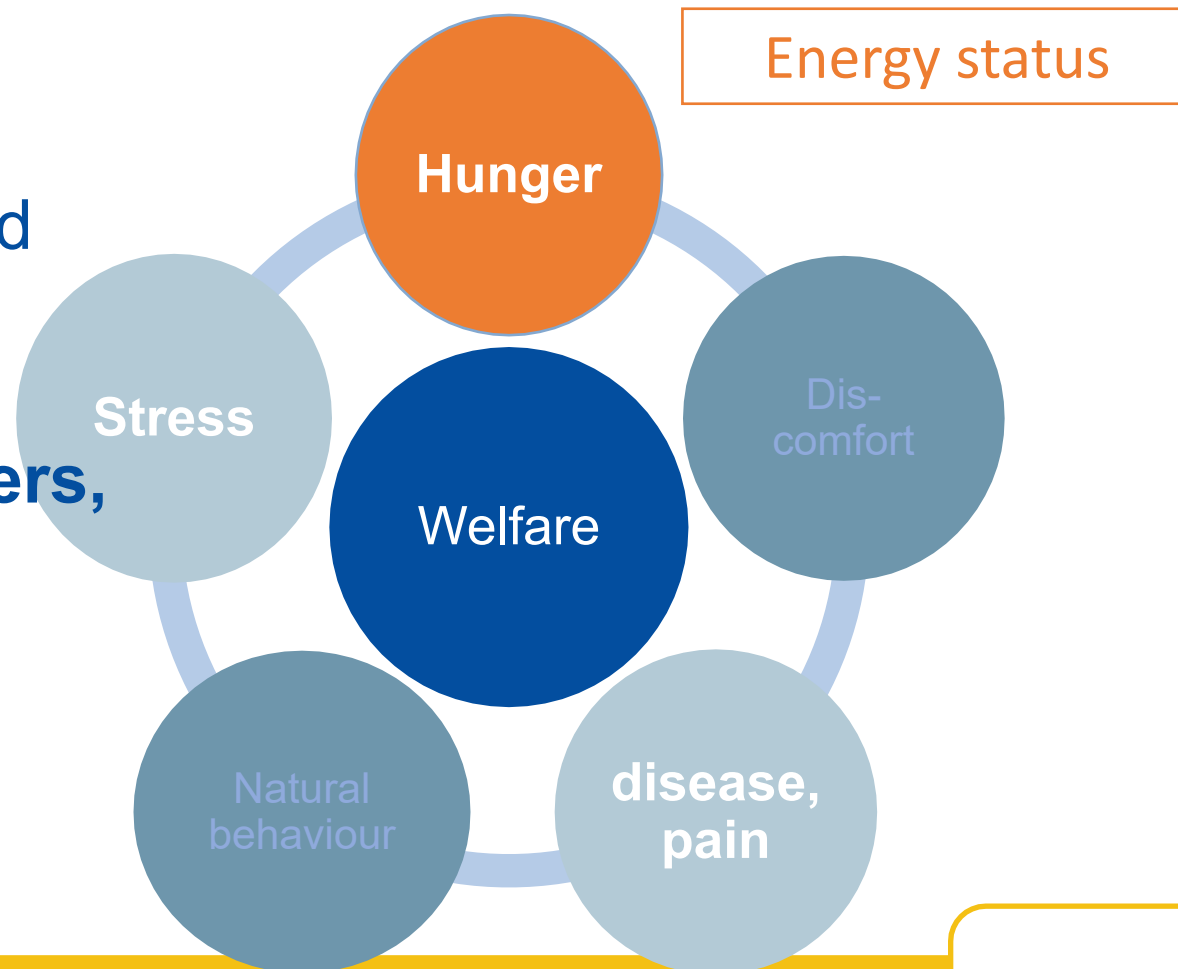 Energy status
Hunger
d
Dis-
comfort
Stress
ers,
Welfare
disease,
pain
Natural
behaviour